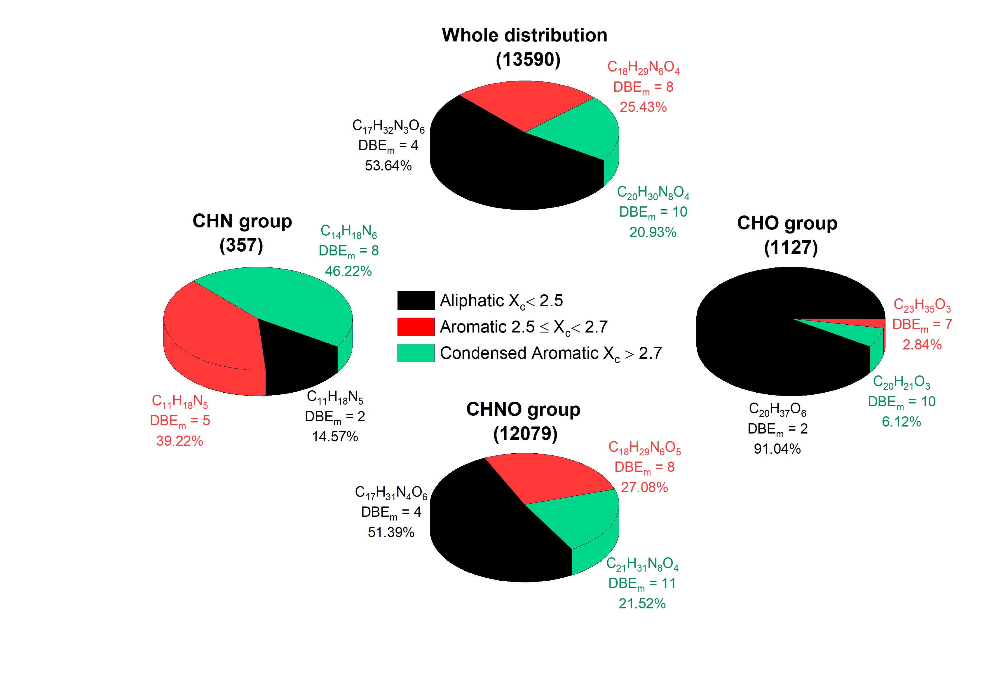 Whole distribution
(13590)
C18H29N6O4
DBEm = 8
25.43%
C17H32N3O6
DBEm = 4
53.64%
C20H30N8O4
DBEm = 10
20.93%
CHN group
(357)
C14H18N6
DBEm = 8
46.22%
C11H18N5
DBEm = 5
39.22%
C11H18N5
DBEm = 2
14.57%
Aliphatic Xc< 2.5
Aromatic 2.5 ≤ Xc< 2.7
Condensed Aromatic Xc > 2.7
CHO group
(1127)
C23H35O3
DBEm = 7
2.84%
C20H21O3
DBEm = 10
6.12%
C20H37O6
DBEm = 2
91.04%
CHNO group
(12079)
C18H29N6O5
DBEm = 8
27.08%
C17H31N4O6
DBEm = 4
51.39%
C21H31N8O4
DBEm = 11
21.52%